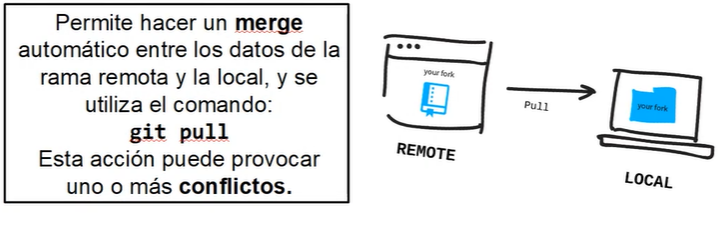 Permite hacer un merge
automático entre los datos de la
rama remota y la local, y se
utiliza el comando:
git pull
Esta acción puede provocar
uno o más conflictos.
your fork
REMOTE
Pull
your fork
LOCAL